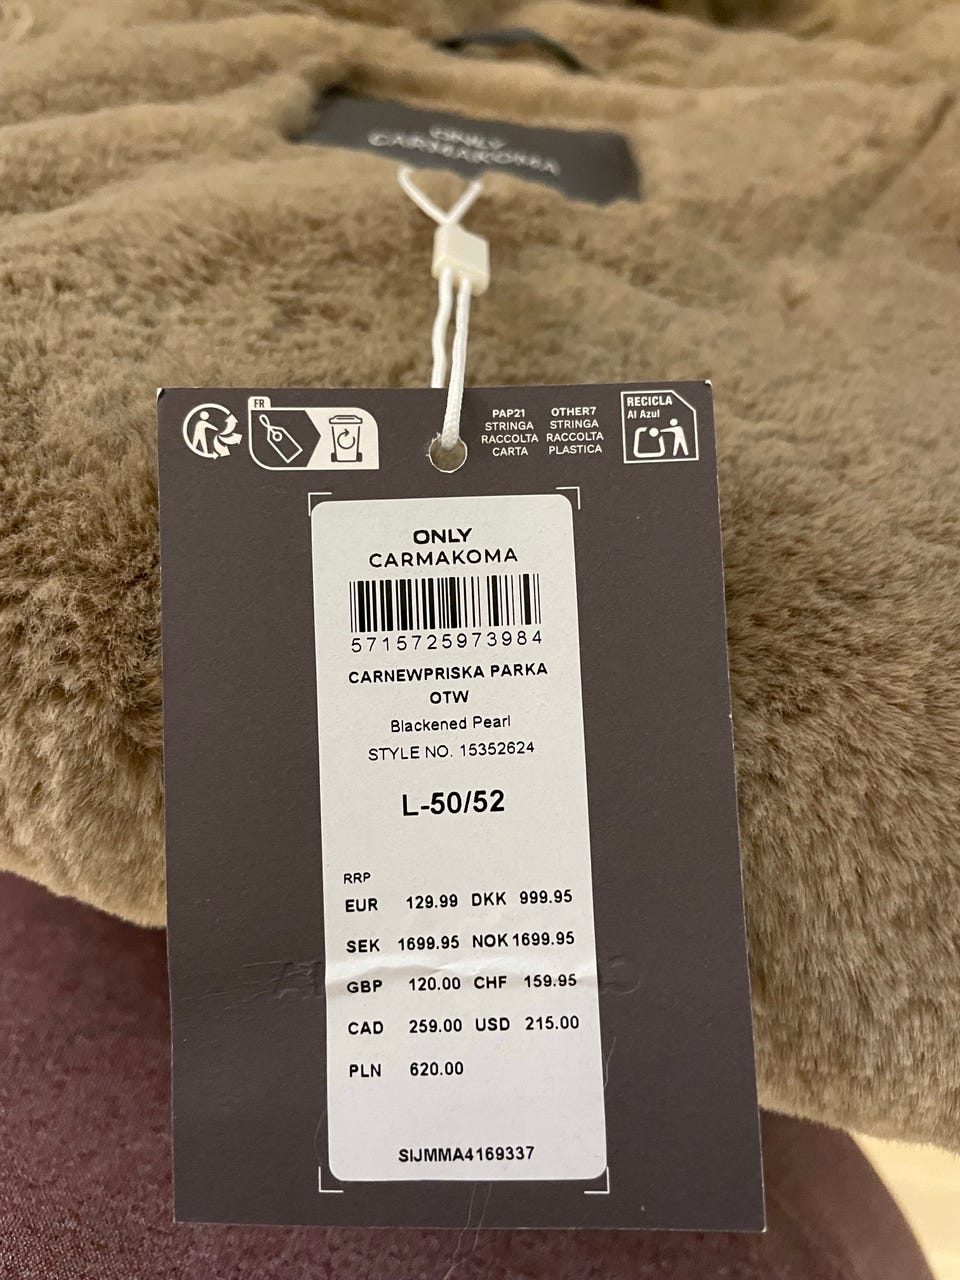 ONLY
CARMAKOMA
FR
PAP21
STRINGA
RACCOLTA
CARTA
OTHER7
STRINGA
RACCOLTA
PLASTICA
RECICLA
Al Azul
ONLY
CARMAKOMA
5715725973984
CARNEWPRISKA PARKA
OTW
Blackened Pearl
STYLE NO. 15352624
L-50/52
RRP
EUR 129.99 DKK 999.95
SEK 1699.95 NOK 1699.95
GBP 120.00 CHF 159.95
CAD 259.00 USD 215.00
PLN 620.00
SIJMMA4169337